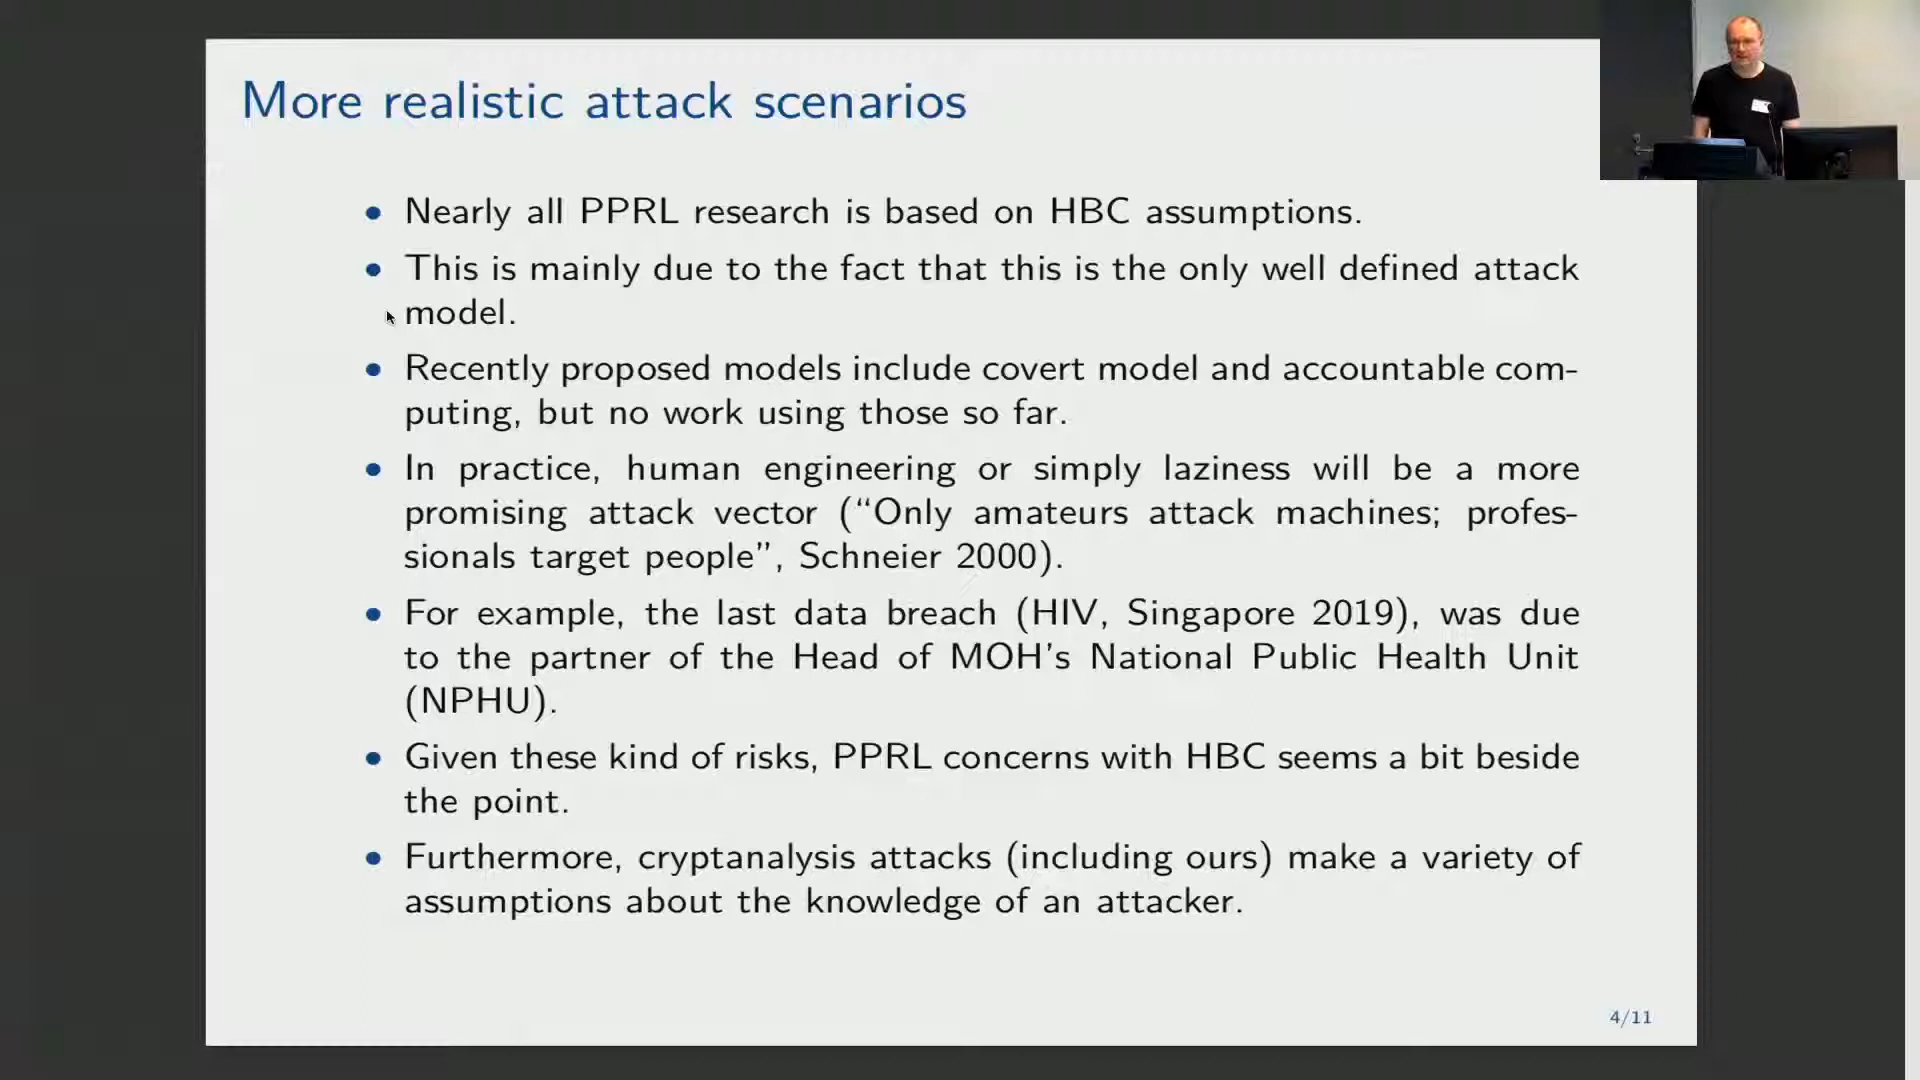 More realistic attack scenarios
• Nearly all PPRL research is based on HBC assumptions.
• This is mainly due to the fact that this is the only well defined attack
model.
• Recently proposed models include covert model and accountable com-
puting, but no work using those so far.
• In practice, human engineering or simply laziness will be a more
promising attack vector (“Only amateurs attack machines; profes-
sionals target people”, Schneier 2000).
• For example, the last data breach (HIV, Singapore 2019), was due
to the partner of the Head of MOH's National Public Health Unit
(NPHU).
• Given these kind of risks, PPRL concerns with HBC seems a bit beside
the point.
• Furthermore, cryptanalysis attacks (including ours) make a variety of
assumptions about the knowledge of an attacker.
4/11